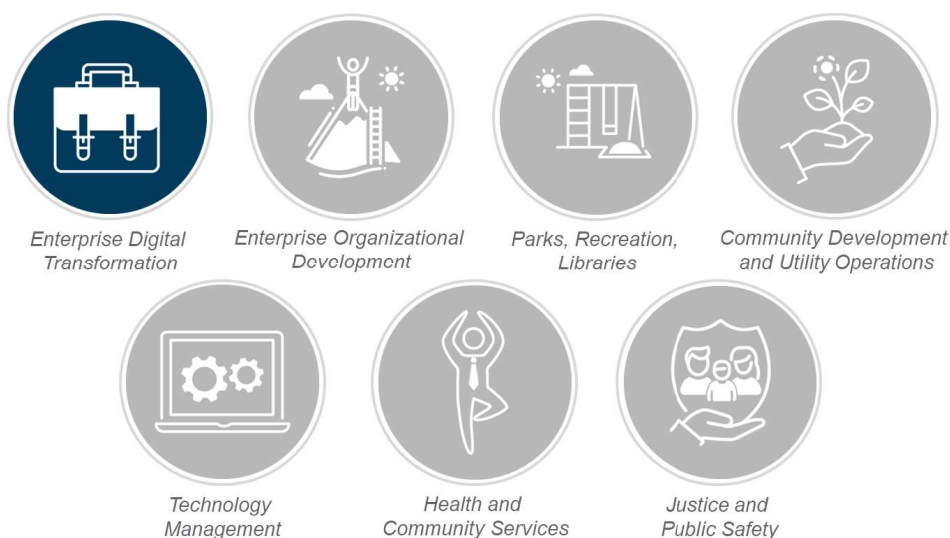 Enterprise Digital
Transformation
Enterprise Organizational
Development
Parks, Recreation,
Libraries
Community Development
and Utility Operations
Technology
Management
Health and
Community Services
Justice and
Public Safety